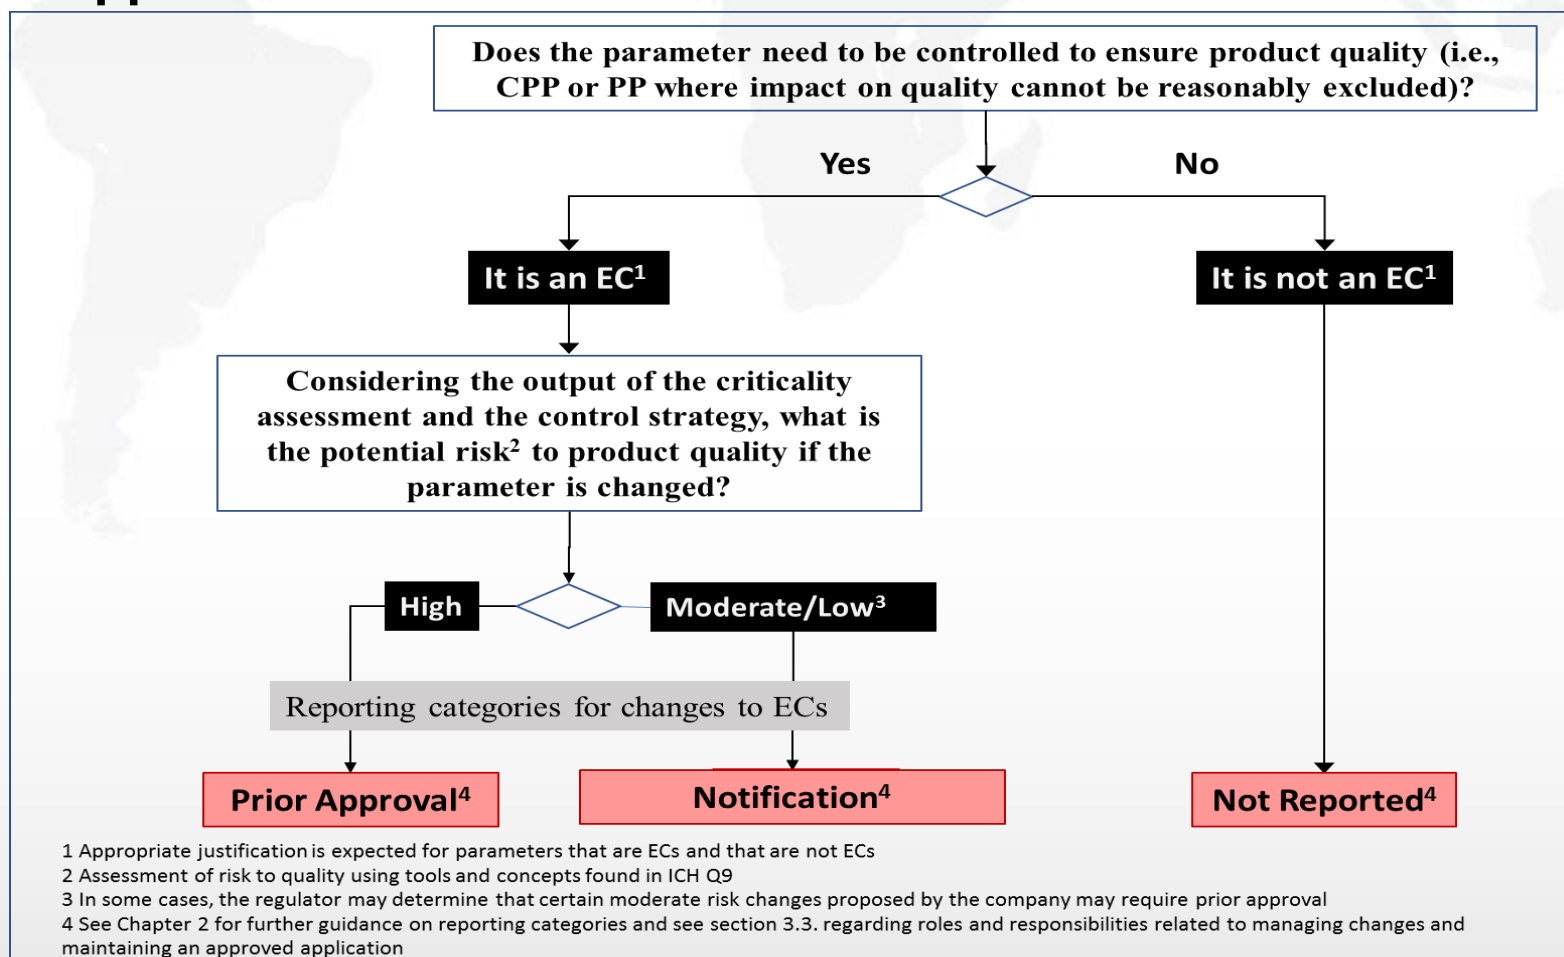 Does the parameter need to be controlled to ensure product quality (i.e.,
CPP or PP where impact on quality cannot be reasonably excluded)?
Yes
No
It is an EC¹
It is not an EC¹
Considering the output of the criticality
assessment and the control strategy, what is
the potential risk² to product quality if the
parameter is changed?
High
Moderate/Low³
Reporting categories for changes to ECs
Prior Approval⁴
Notification⁴
Not Reported⁴
1 Appropriate justification is expected for parameters that are ECs and that are not ECs
2 Assessment of risk to quality using tools and concepts found in ICH Q9
3 In some cases, the regulator may determine that certain moderate risk changes proposed by the company may require prior approval
4 See Chapter 2 for further guidance on reporting categories and see section 3.3. regarding roles and responsibilities related to managing changes and
maintaining an approved application